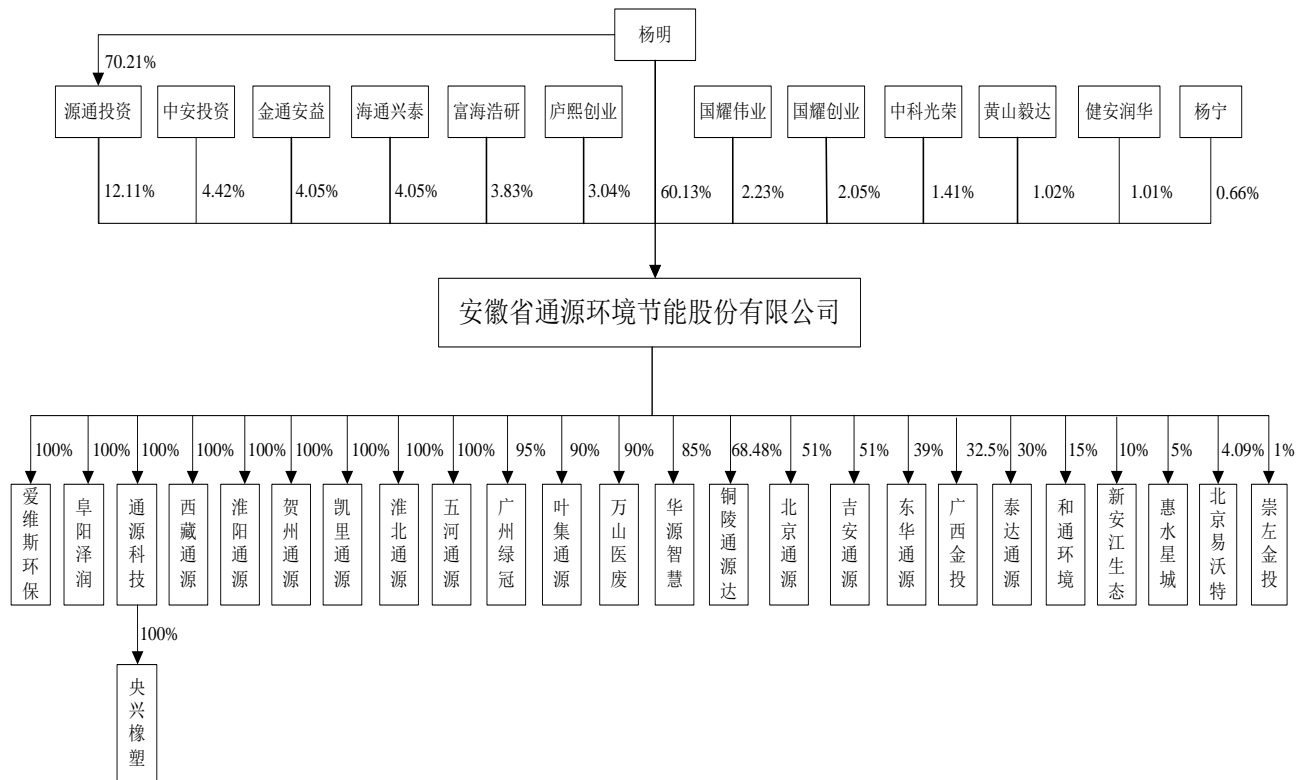 杨明
70.21%
源通投资
中安投资
金通安益
海通兴泰
富海浩研
庐熙创业
国耀伟业
国耀创业
中科光荣
黄山毅达
健安润华
杨宁
12.11%
4.42%
4.05%
4.05%
3.83%
3.04%
60.13%
2.23%
2.05%
1.41%
1.02%
1.01%
0.66%
安徽省通源环境节能股份有限公司
100%
100%
100%
100%
100%
100%
100%
100%
100%
95%
90%
90%
85%
68.48%
51%
51%
39%
32.5%
30%
15%
10%
5%
4.09%
1%
爱维斯环保
阜阳泽润
通源科技
西藏通源
淮阳通源
贺州通源
凯里通源
淮北通源
五河通源
广州绿冠
叶集通源
万山医废
华源智慧
铜陵通源达
北京通源
吉安通源
东华通源
广西金投
泰达通源
和通环境
新安江生态
惠水星城
北京易沃特
崇左金投
100%
央兴橡塑